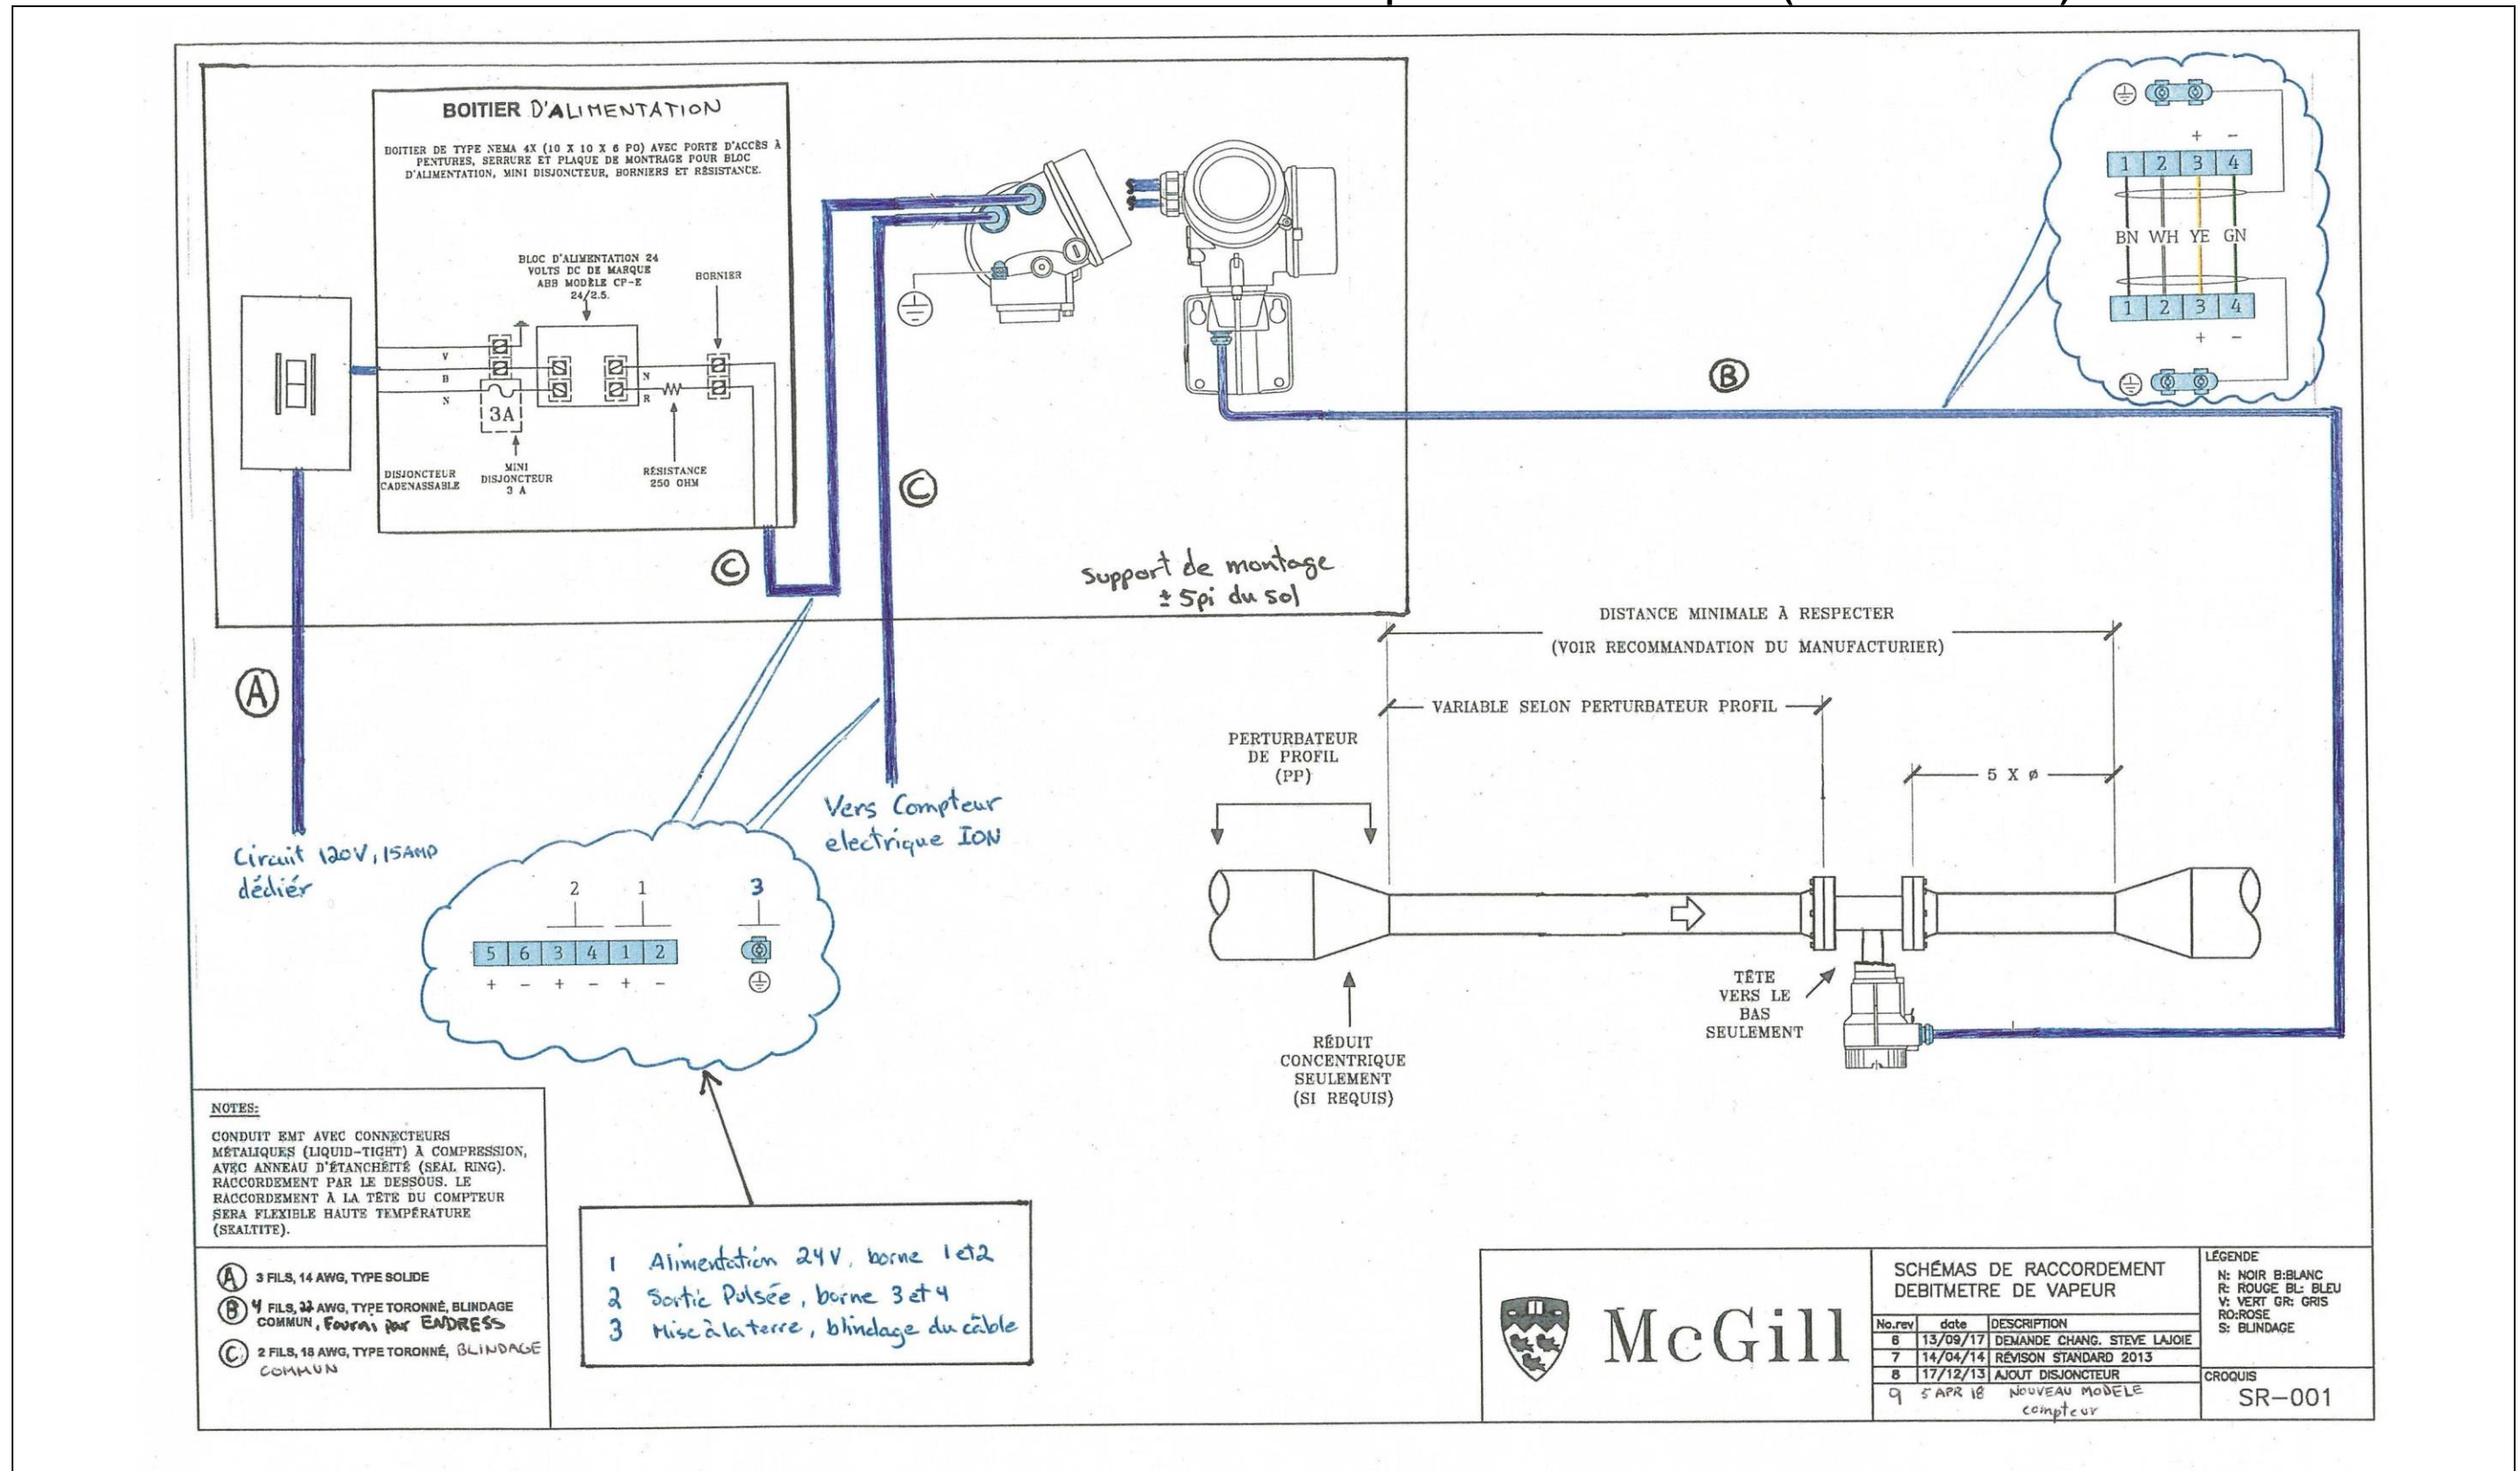 BOITIER D'ALIMENTATION
BOITIER DE TYPE NEMA 4X (10 X 10 X 6 PO) AVEC PORTE D'ACCÈS À
PENTURES, SERRURE ET PLAQUE DE MONTRAGE POUR BLOC
D'ALIMENTATION, MINI DISJONCTEUR, BORNIERS ET RÉSISTANCE.
BLOC D'ALIMENTATION 24
VOLTS DC DE MARQUE
ABB MODÈLE CP-E
24/2.5.
BORNIER
V
B
N
3A
N
R
DISJONCTEUR
CADENASSABLE
MINI
DISJONCTEUR
3 A
RÉSISTANCE
250 OHM
C
C
Support de montage
± 5pi du sol
+ -
1 2 3 4
BN WH YE GN
1 2 3 4
+ -
B
A
Circuit 120V, 15AMP
dédiér
Vers Compteur
electrique ION
2 1 3
5 6 3 4 1 2
+ - + - + -
DISTANCE MINIMALE À RESPECTER
(VOIR RECOMMANDATION DU MANUFACTURIER)
VARIABLE SELON PERTURBATEUR PROFIL
PERTURBATEUR
DE PROFIL
(PP)
5 X ø
TÊTE
VERS LE
BAS
SEULEMENT
RÉDUIT
CONCENTRIQUE
SEULEMENT
(SI REQUIS)
NOTES:
CONDUIT EMT AVEC CONNECTEURS
MÉTALIQUES (LIQUID-TIGHT) À COMPRESSION,
AVEC ANNEAU D'ÉTANCHÉITÉ (SEAL RING).
RACCORDEMENT PAR LE DESSOUS. LE
RACCORDEMENT À LA TÊTE DU COMPTEUR
SERA FLEXIBLE HAUTE TEMPÉRATURE
(SEALTITE).
A 3 FILS, 14 AWG, TYPE SOLIDE
B 4 FILS, 22 AWG, TYPE TORONNÉ, BLINDAGE
COMMUN, Fourni par ENDRESS
C 2 FILS, 18 AWG, TYPE TORONNÉ, BLINDAGE
COMMUN
1 Alimentation 24V, borne 1 et 2
2 Sortie Pulsée, borne 3 et 4
3 Mise à la terre, blindage du câble
McGill
SCHÉMAS DE RACCORDEMENT
DEBITMETRE DE VAPEUR
No.rev date DESCRIPTION
6 13/09/17 DEMANDE CHANG. STEVE LAJOIE
7 14/04/14 RÉVISON STANDARD 2013
8 17/12/13 AJOUT DISJONCTEUR
9 5 APR 18 NOUVEAU MODELE
compteur
LÉGENDE
N: NOIR B:BLANC
R: ROUGE BL: BLEU
V: VERT GR: GRIS
RO:ROSE
S: BLINDAGE
CROQUIS
SR-001